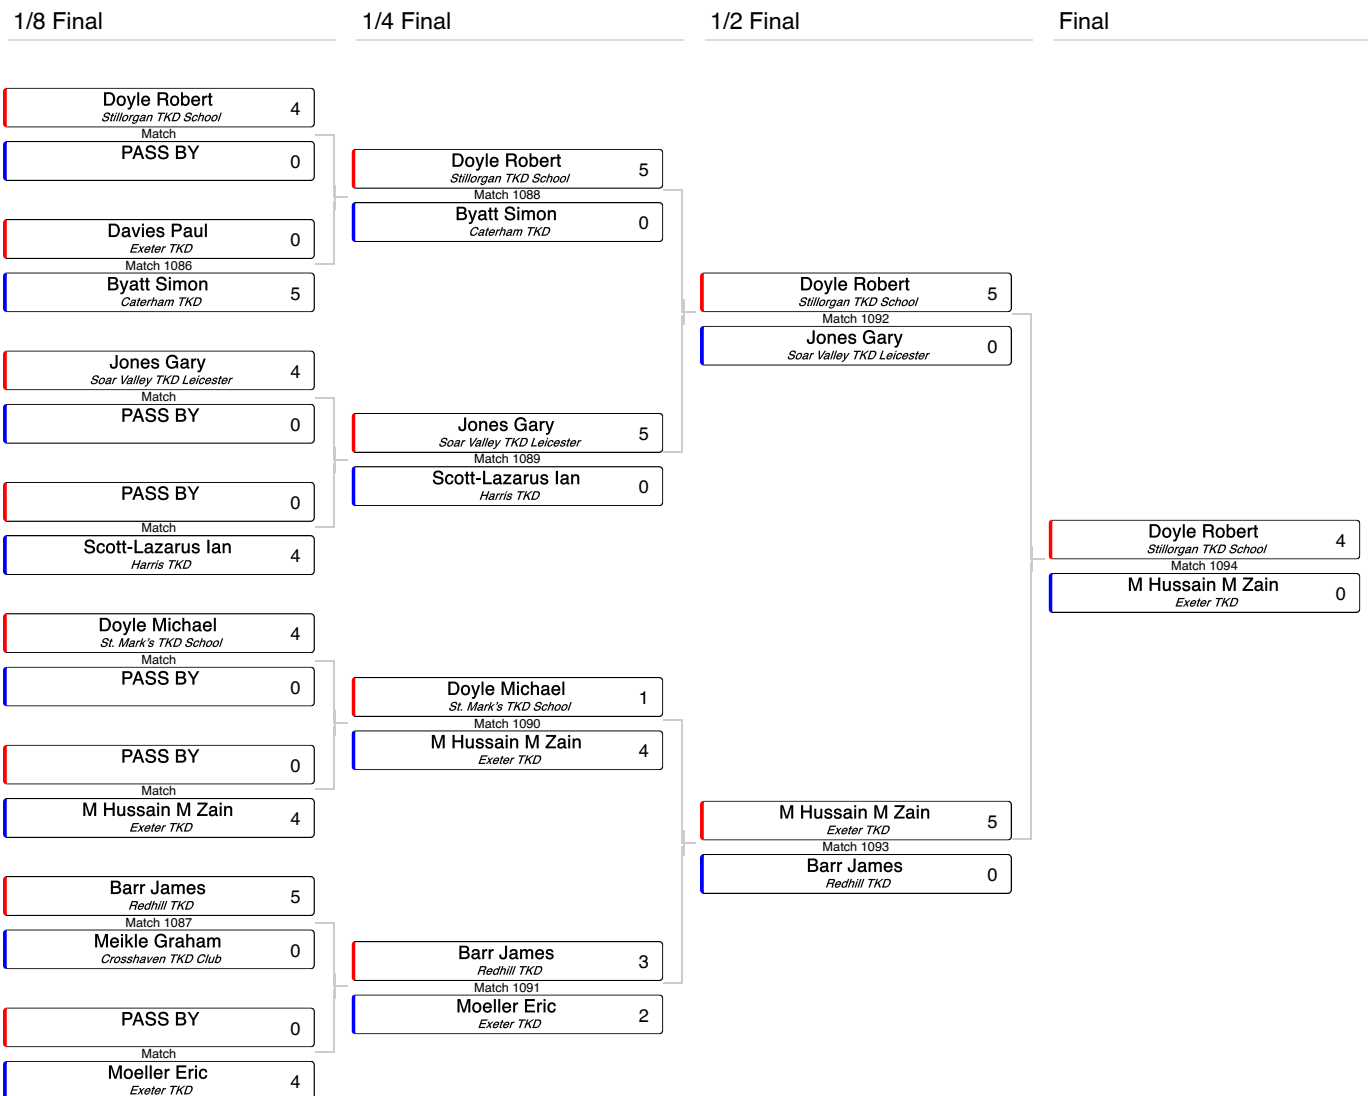 1/8 Final
1/4 Final
1/2 Final
Final
Doyle Robert
Stillorgan TKD School
4
Match
PASS BY
0
Davies Paul
Exeter TKD
0
Match 1086
Byatt Simon
Caterham TKD
5
Jones Gary
Soar Valley TKD Leicester
4
Match
PASS BY
0
PASS BY
0
Match
Scott-Lazarus Ian
Harris TKD
4
Doyle Michael
St. Mark's TKD School
4
Match
PASS BY
0
PASS BY
0
Match
M Hussain M Zain
Exeter TKD
4
Barr James
Redhill TKD
5
Match 1087
Meikle Graham
Crosshaven TKD Club
0
PASS BY
0
Match
Moeller Eric
Exeter TKD
4
Doyle Robert
Stillorgan TKD School
5
Match 1088
Byatt Simon
Caterham TKD
0
Jones Gary
Soar Valley TKD Leicester
5
Match 1089
Scott-Lazarus Ian
Harris TKD
0
Doyle Michael
St. Mark's TKD School
1
Match 1090
M Hussain M Zain
Exeter TKD
4
Barr James
Redhill TKD
3
Match 1091
Moeller Eric
Exeter TKD
2
Doyle Robert
Stillorgan TKD School
5
Match 1092
Jones Gary
Soar Valley TKD Leicester
0
M Hussain M Zain
Exeter TKD
5
Match 1093
Barr James
Redhill TKD
0
Doyle Robert
Stillorgan TKD School
4
Match 1094
M Hussain M Zain
Exeter TKD
0